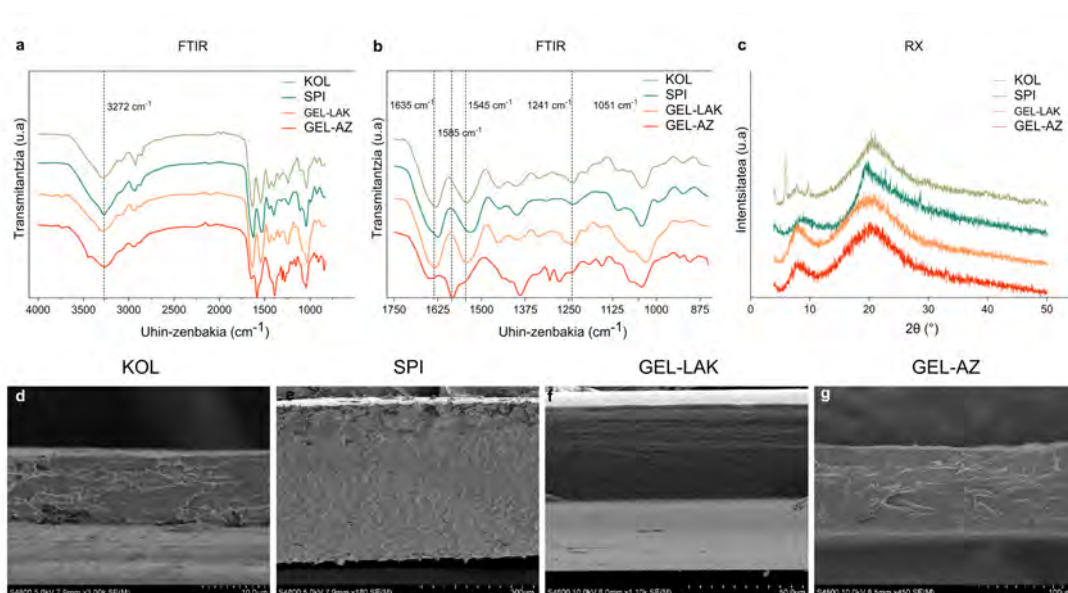 a
FTIR
KOL
SPI
GEL-LAK
GEL-AZ
3272 cm⁻¹
Transmitantzia (u.a)
4000 3500 3000 2500 2000 1500 1000
Uhin-zenbakia (cm⁻¹)
b
FTIR
KOL
SPI
GEL-LAK
GEL-AZ
1635 cm⁻¹
1585 cm⁻¹
1545 cm⁻¹
1241 cm⁻¹
1051 cm⁻¹
Transmitantzia (u.a)
1750 1625 1500 1375 1250 1125 1000 875
Uhin-zenbakia (cm⁻¹)
c
RX
KOL
SPI
GEL-LAK
GEL-AZ
Intentsitatea (u.a)
0 10 20 30 40 50
2θ (°)
KOL
SPI
GEL-LAK
GEL-AZ
d
e
f
g